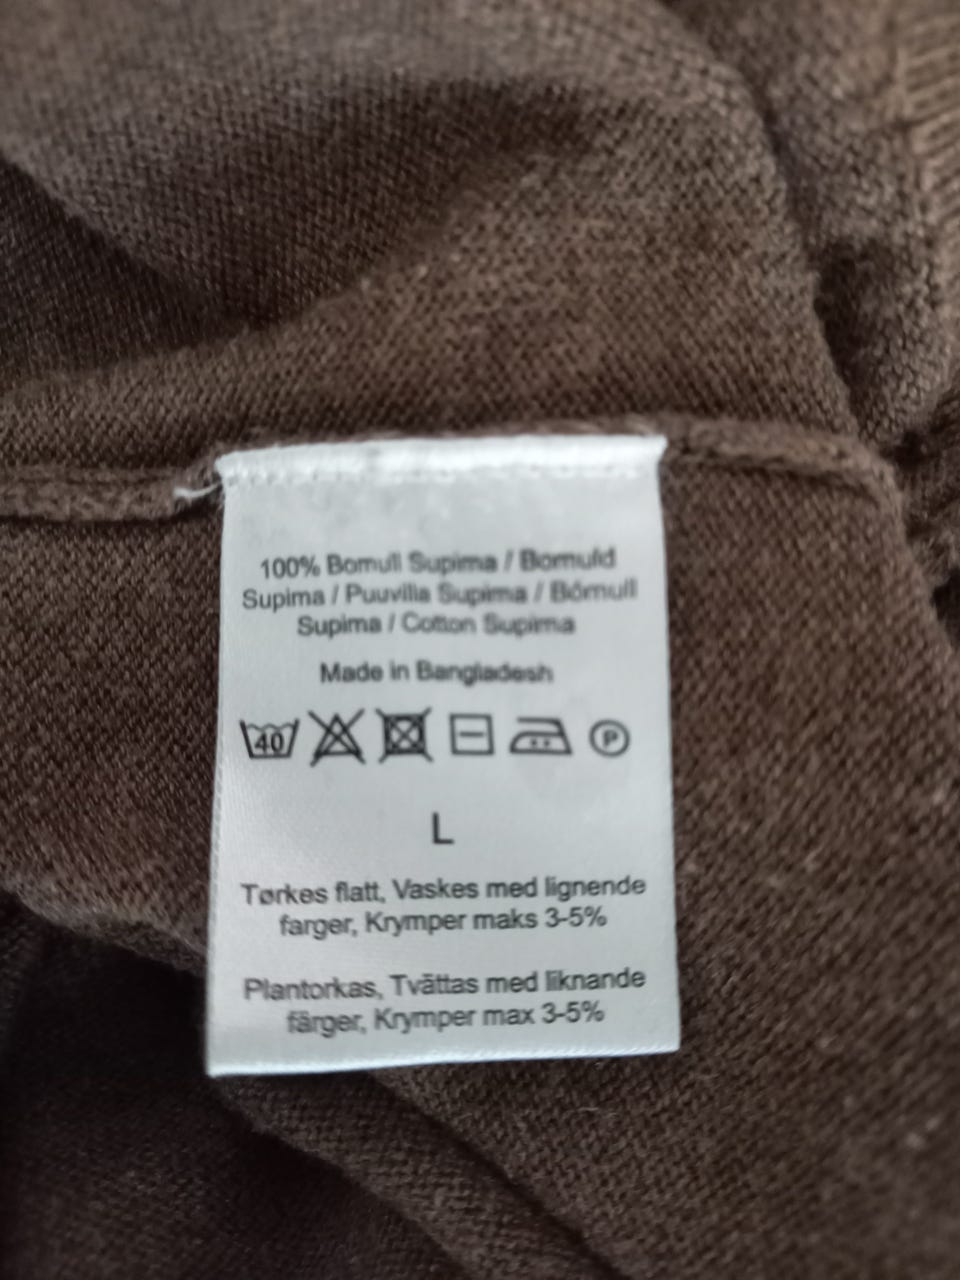 100% Bomull Supima / Bomuld
Supima / Puuvilla Supima / Bómull
Supima / Cotton Supima
Made in Bangladesh
40 P
L
Tørkes flatt, Vaskes med lignende
farger, Krymper maks 3-5%
Plantorkas, Tvättas med liknande
färger, Krymper max 3-5%